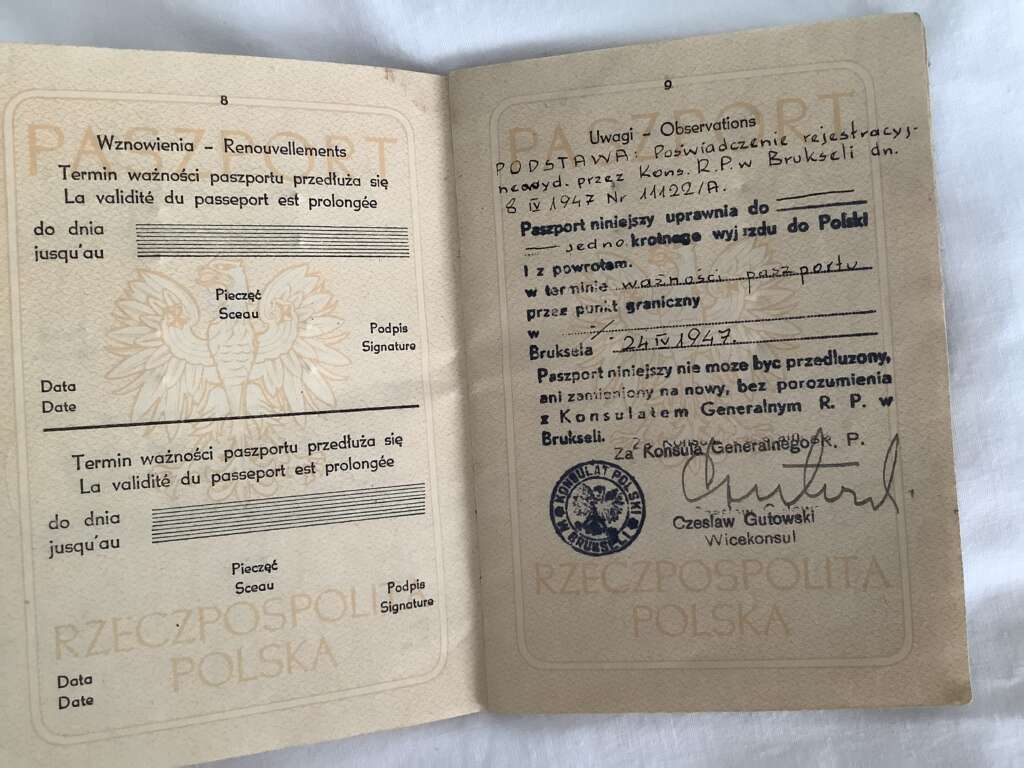 8
PASZPORT
Wznowienia – Renouvellements
Termin ważności paszportu przedłuża się
La validité du passeport est prolongée
do dnia
jusqu'au
Pieczęć
Sceau
Podpis
Signature
Data
Date
Termin ważności paszportu przedłuża się
La validité du passeport est prolongée
do dnia
jusqu'au
Pieczęć
Sceau
Podpis
Signature
RZECZPOSPOLITA
POLSKA
Data
Date
9
PASZPORT
Uwagi – Observations
PODSTAWA: Poświadczenie rejestracyj-
ne wyd. przez Kons. R.P. w Brukseli dn.
8 IV 1947 Nr 11122/A.
Paszport niniejszy uprawnia do
jedno krotnego wyjazdu do Polski
i z powrotem.
w terminie ważności paszportu
przez punkt graniczny
w
Bruksela 24 IV 1947.
Paszport niniejszy nie może być przedłużony,
ani zamieniony na nowy, bez porozumienia
z Konsulatem Generalnym R. P. w
Brukseli.
Za Konsula Generalnego R. P.
KONSULAT POLSKI
W BRUKSELI
Czesław Gutowski
Wicekonsul
RZECZPOSPOLITA
POLSKA